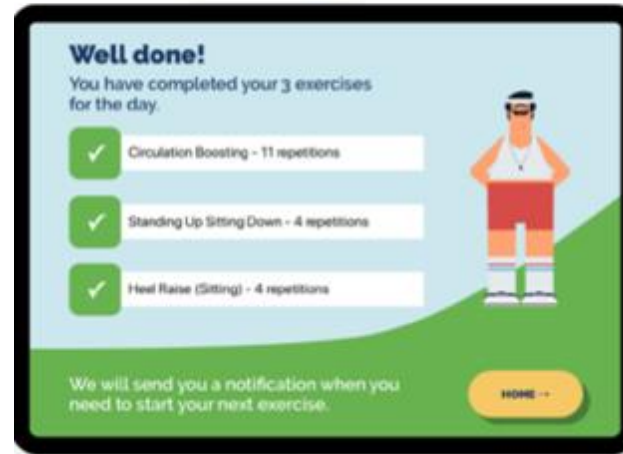 Well done!
You have completed your 3 exercises
for the day.
Circulation Boosting - 11 repetitions
Standing Up Sitting Down - 4 repetitions
Heel Raise (Sitting) - 4 repetitions
We will send you a notification when you
need to start your next exercise.
HOME →